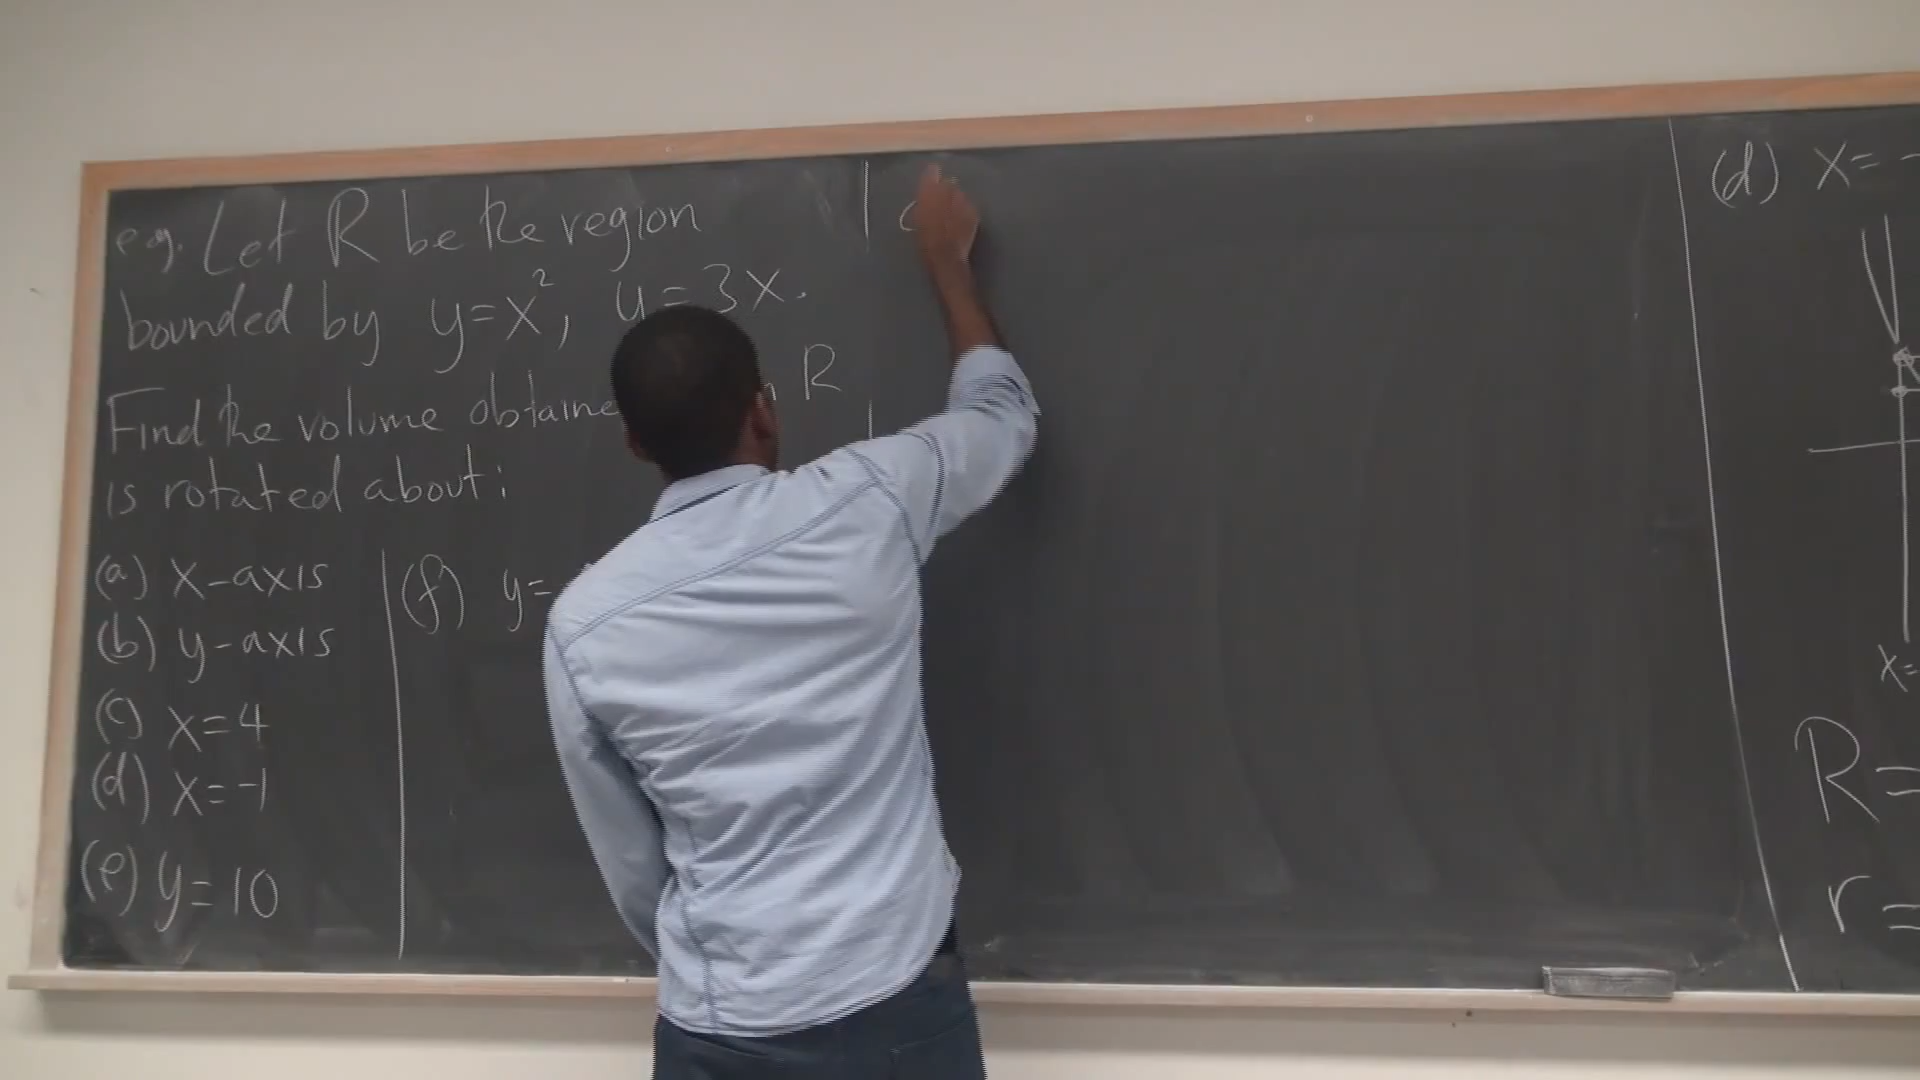 e.g. Let R be the region
bounded by y=x², y=3x.
Find the volume obtaine R
is rotated about:
(a) x-axis
(b) y-axis
(c) x=4
(d) x=-1
(e) y=10
(f) y=
(d) x=-
x=
R=
r=